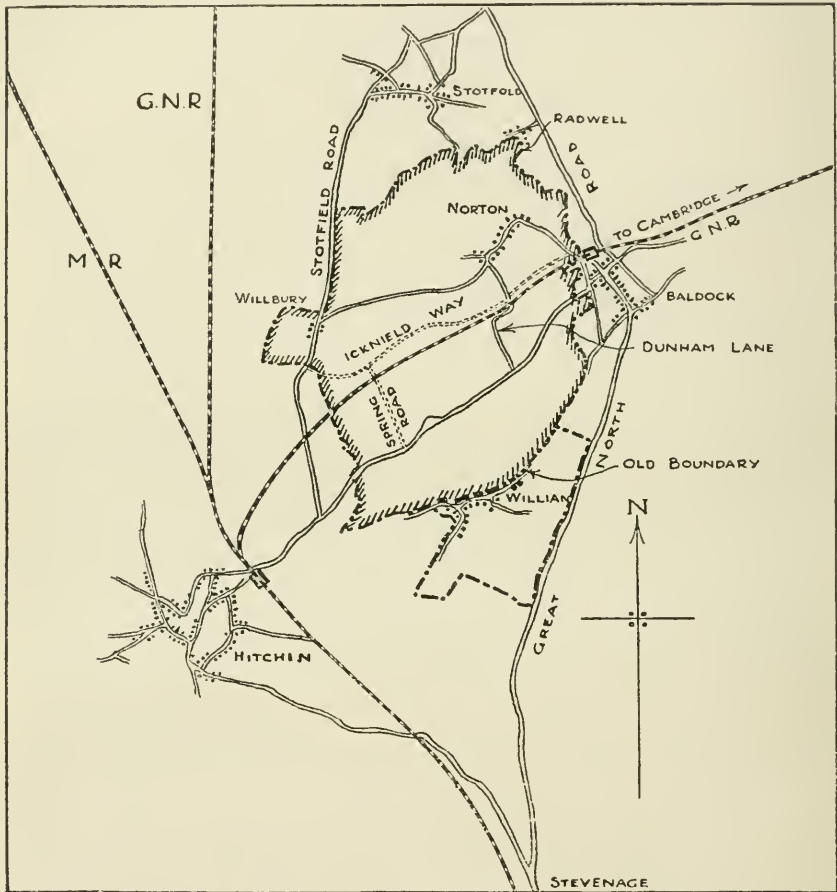 G.N.R
M R
STOTFOLD
RADWELL
STOTFIELD ROAD
ROAD
NORTON
TO CAMBRIDGE
G.N.R
WILLBURY
ICKNIELD WAY
BALDOCK
DUNHAM LANE
SPRING ROAD
NORTH
OLD BOUNDARY
WILLIAN
N
GREAT
HITCHIN
STEVENAGE